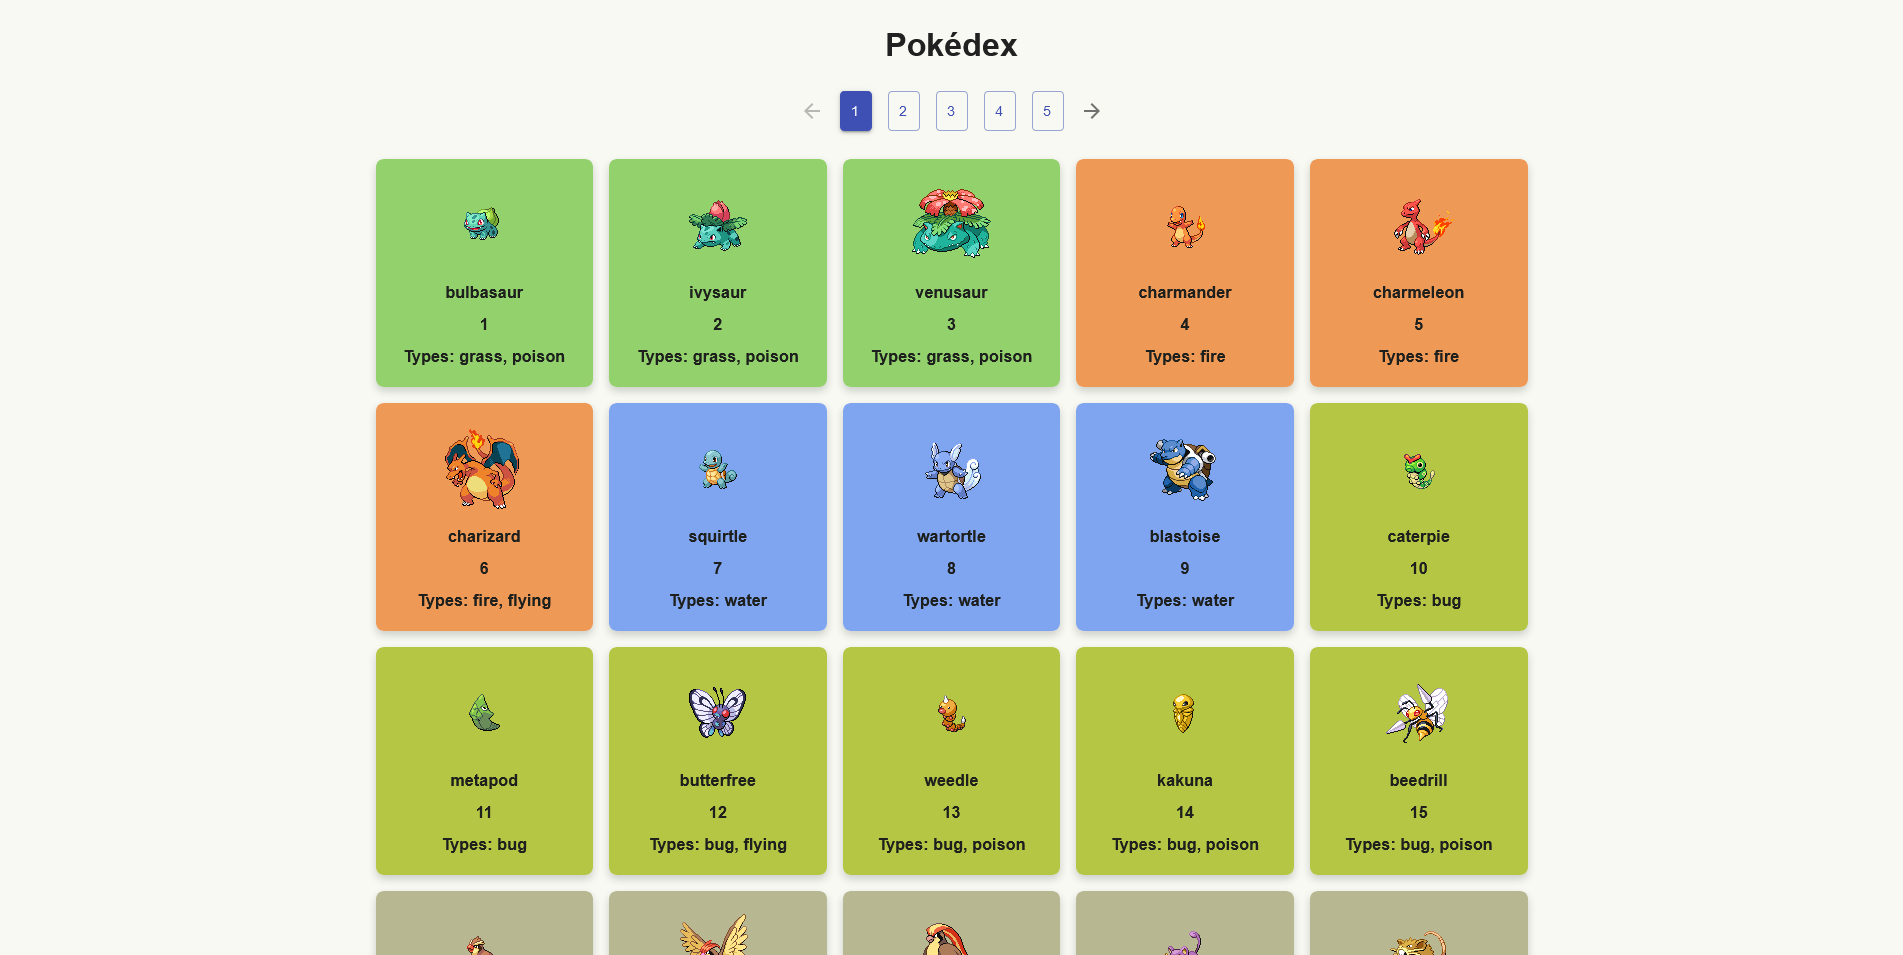 Pokédex
1 2 3 4 5
bulbasaur
1
Types: grass, poison
ivysaur
2
Types: grass, poison
venusaur
3
Types: grass, poison
charmander
4
Types: fire
charmeleon
5
Types: fire
charizard
6
Types: fire, flying
squirtle
7
Types: water
wartortle
8
Types: water
blastoise
9
Types: water
caterpie
10
Types: bug
metapod
11
Types: bug
butterfree
12
Types: bug, flying
weedle
13
Types: bug, poison
kakuna
14
Types: bug, poison
beedrill
15
Types: bug, poison